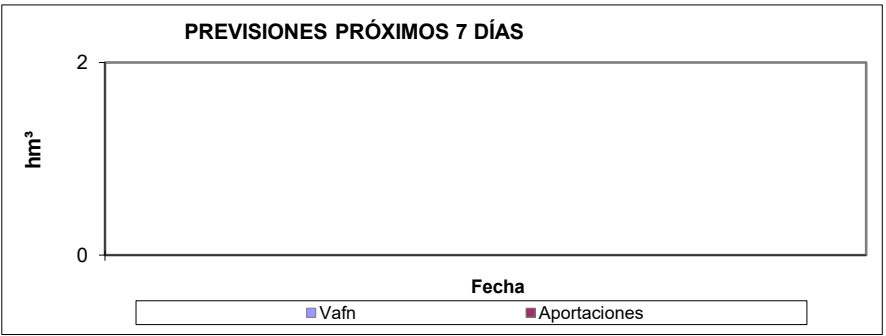 PREVISIONES PRÓXIMOS 7 DÍAS
2
hm³
0
Fecha
Vafn Aportaciones